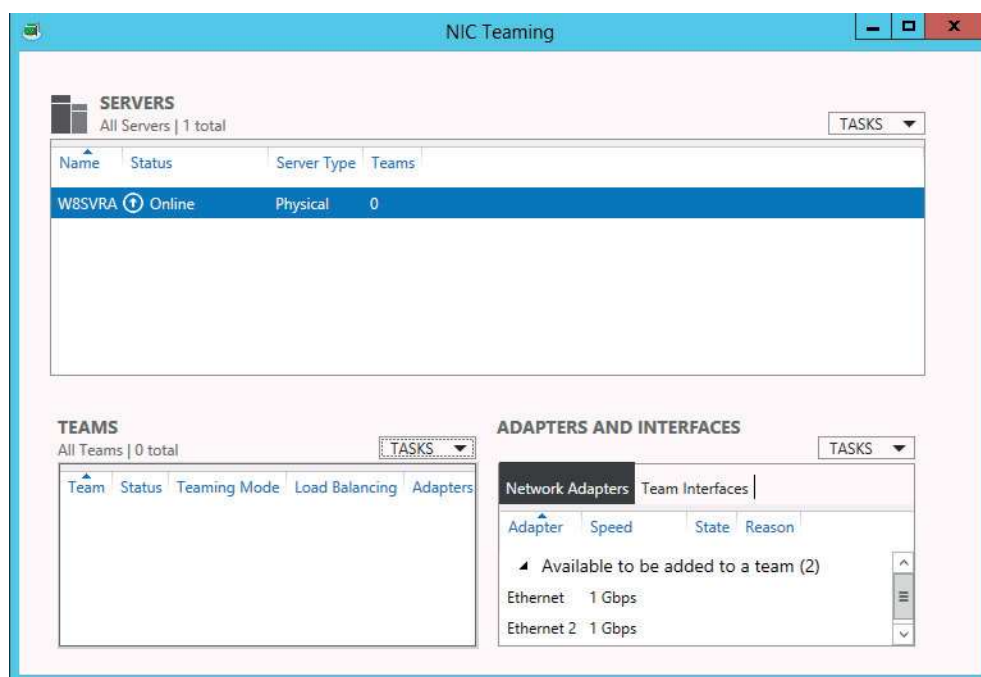 NIC Teaming
SERVERS
All Servers | 1 total
TASKS
Name Status Server Type Teams
W8SVRA Online Physical 0
TEAMS
All Teams | 0 total
TASKS
Team Status Teaming Mode Load Balancing Adapters
ADAPTERS AND INTERFACES
TASKS
Network Adapters Team Interfaces
Adapter Speed State Reason
Available to be added to a team (2)
Ethernet 1 Gbps
Ethernet 2 1 Gbps